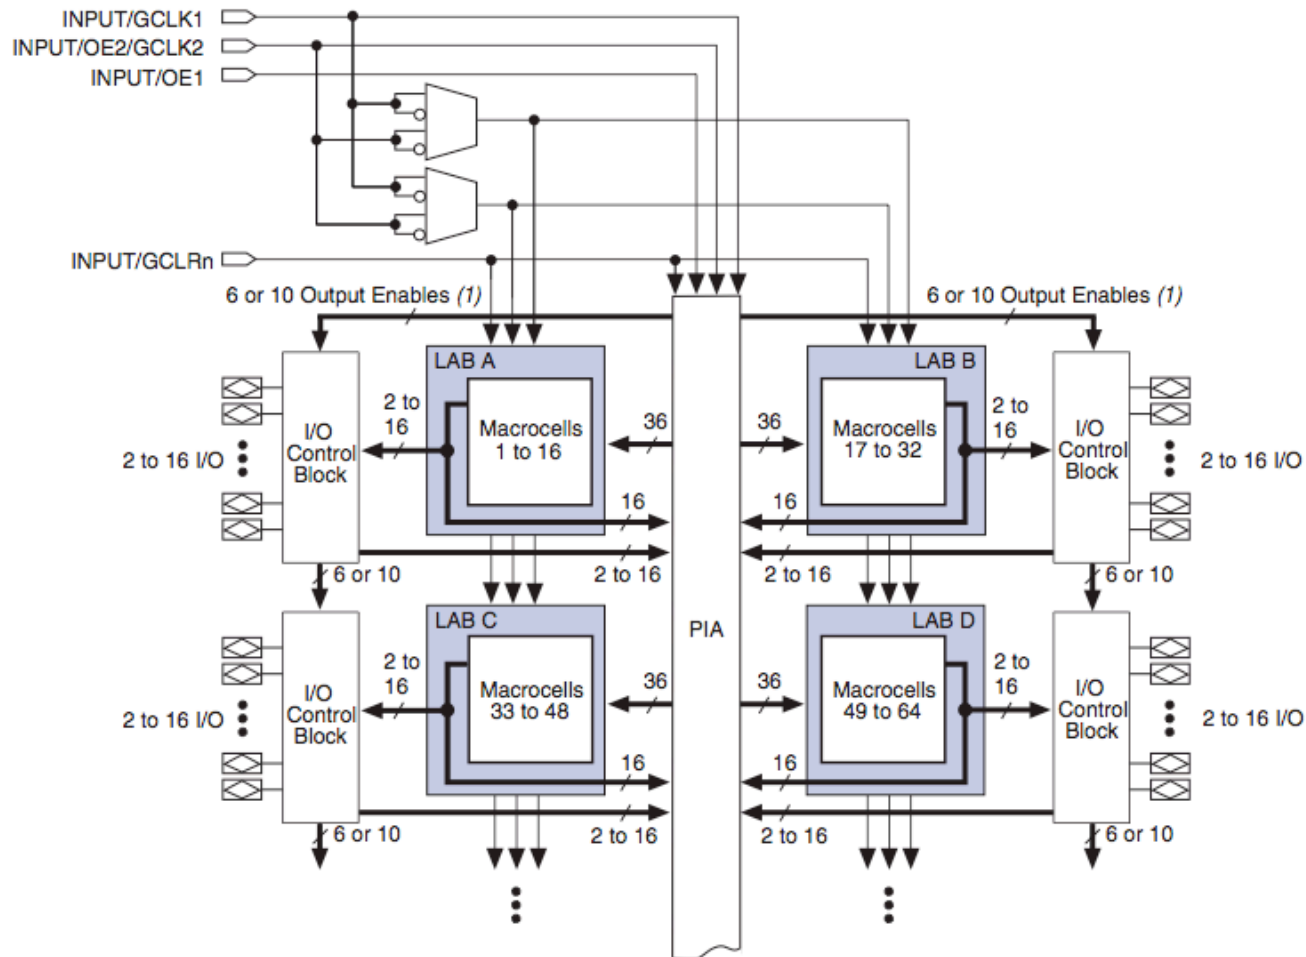 INPUT/GCLK1
INPUT/OE2/GCLK2
INPUT/OE1
INPUT/GCLRn
6 or 10 Output Enables (1)
6 or 10 Output Enables (1)
LAB A
LAB B
2 to
16
Macrocells
1 to 16
36
36
Macrocells
17 to 32
2 to
16
I/O
Control
Block
I/O
Control
Block
2 to 16 I/O
2 to 16 I/O
16
16
6 or 10
2 to 16
2 to 16
6 or 10
LAB C
PIA
LAB D
2 to
16
Macrocells
33 to 48
36
36
Macrocells
49 to 64
2 to
16
I/O
Control
Block
I/O
Control
Block
2 to 16 I/O
2 to 16 I/O
16
16
6 or 10
2 to 16
2 to 16
6 or 10